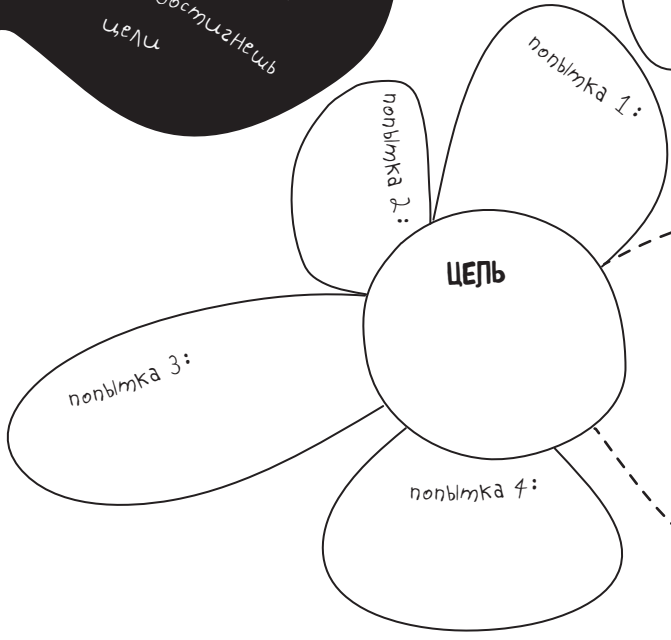 достигнешь
цели
попытка 1:
попытка 2:
ЦЕЛЬ
попытка 3:
попытка 4: